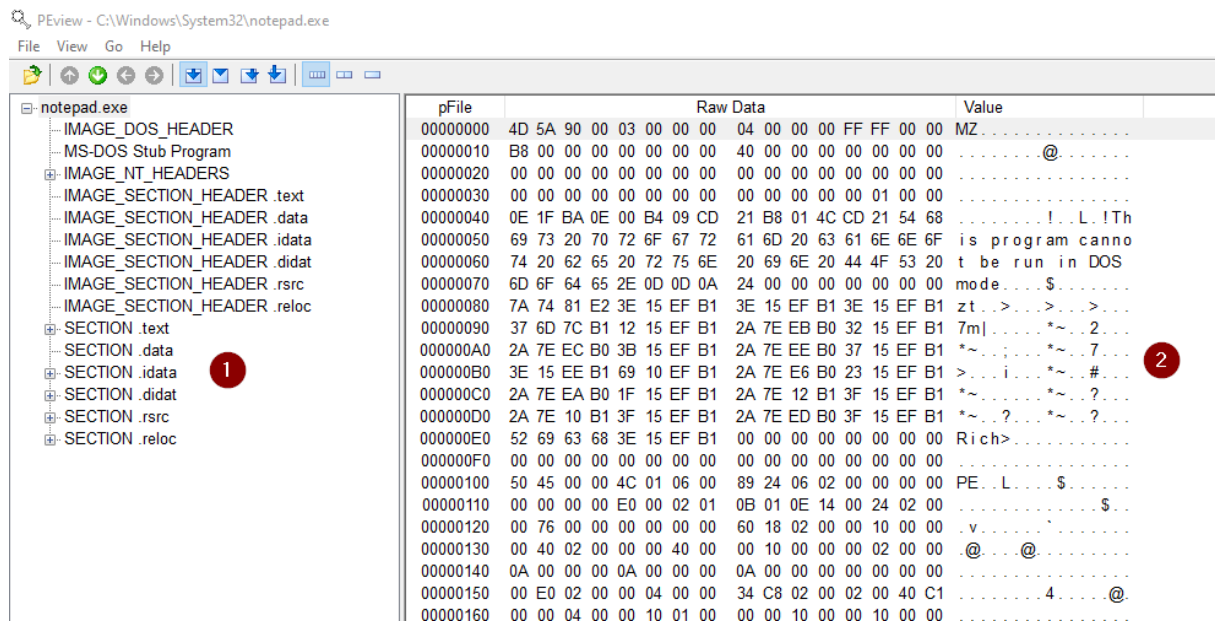 PEview - C:\Windows\System32\notepad.exe
File View Go Help
notepad.exe
IMAGE_DOS_HEADER
MS-DOS Stub Program
IMAGE_NT_HEADERS
IMAGE_SECTION_HEADER .text
IMAGE_SECTION_HEADER .data
IMAGE_SECTION_HEADER .idata
IMAGE_SECTION_HEADER .didat
IMAGE_SECTION_HEADER .rsrc
IMAGE_SECTION_HEADER .reloc
SECTION .text
SECTION .data
SECTION .idata
SECTION .didat
SECTION .rsrc
SECTION .reloc
1
pFile Raw Data Value
00000000 4D 5A 90 00 03 00 00 00 04 00 00 00 FF FF 00 00 MZ..............
00000010 B8 00 00 00 00 00 00 00 40 00 00 00 00 00 00 00 ........@.......
00000020 00 00 00 00 00 00 00 00 00 00 00 00 00 00 00 00 ................
00000030 00 00 00 00 00 00 00 00 00 00 00 00 00 01 00 00 ................
00000040 0E 1F BA 0E 00 B4 09 CD 21 B8 01 4C CD 21 54 68 ........!..L.!Th
00000050 69 73 20 70 72 6F 67 72 61 6D 20 63 61 6E 6E 6F is program canno
00000060 74 20 62 65 20 72 75 6E 20 69 6E 20 44 4F 53 20 t be run in DOS
00000070 6D 6F 64 65 2E 0D 0D 0A 24 00 00 00 00 00 00 00 mode....$.......
00000080 7A 74 81 E2 3E 15 EF B1 3E 15 EF B1 3E 15 EF B1 zt..>...>...>...
00000090 37 6D 7C B1 12 15 EF B1 2A 7E EB B0 32 15 EF B1 7m|.....*~..2...
000000A0 2A 7E EC B0 3B 15 EF B1 2A 7E EE B0 37 15 EF B1 *~..;...*~..7...
000000B0 3E 15 EE B1 69 10 EF B1 2A 7E E6 B0 23 15 EF B1 >...i...*~..#...
000000C0 2A 7E EA B0 1F 15 EF B1 2A 7E 12 B1 3F 15 EF B1 *~......*~..?...
000000D0 2A 7E 10 B1 3F 15 EF B1 2A 7E ED B0 3F 15 EF B1 *~..?...*~..?...
000000E0 52 69 63 68 3E 15 EF B1 00 00 00 00 00 00 00 00 Rich>...........
000000F0 00 00 00 00 00 00 00 00 00 00 00 00 00 00 00 00 ................
00000100 50 45 00 00 4C 01 06 00 89 24 06 02 00 00 00 00 PE..L....$......
00000110 00 00 00 00 E0 00 02 01 0B 01 0E 14 00 24 02 00 .............$..
00000120 00 76 00 00 00 00 00 00 60 18 02 00 00 10 00 00 .v......`.......
00000130 00 40 02 00 00 00 40 00 00 10 00 00 00 02 00 00 .@....@.........
00000140 0A 00 00 00 0A 00 00 00 0A 00 00 00 00 00 00 00 ................
00000150 00 E0 02 00 00 04 00 00 34 C8 02 00 02 00 40 C1 ........4.....@.
00000160 00 00 04 00 00 10 01 00 00 00 10 00 00 10 00 00 ................
2